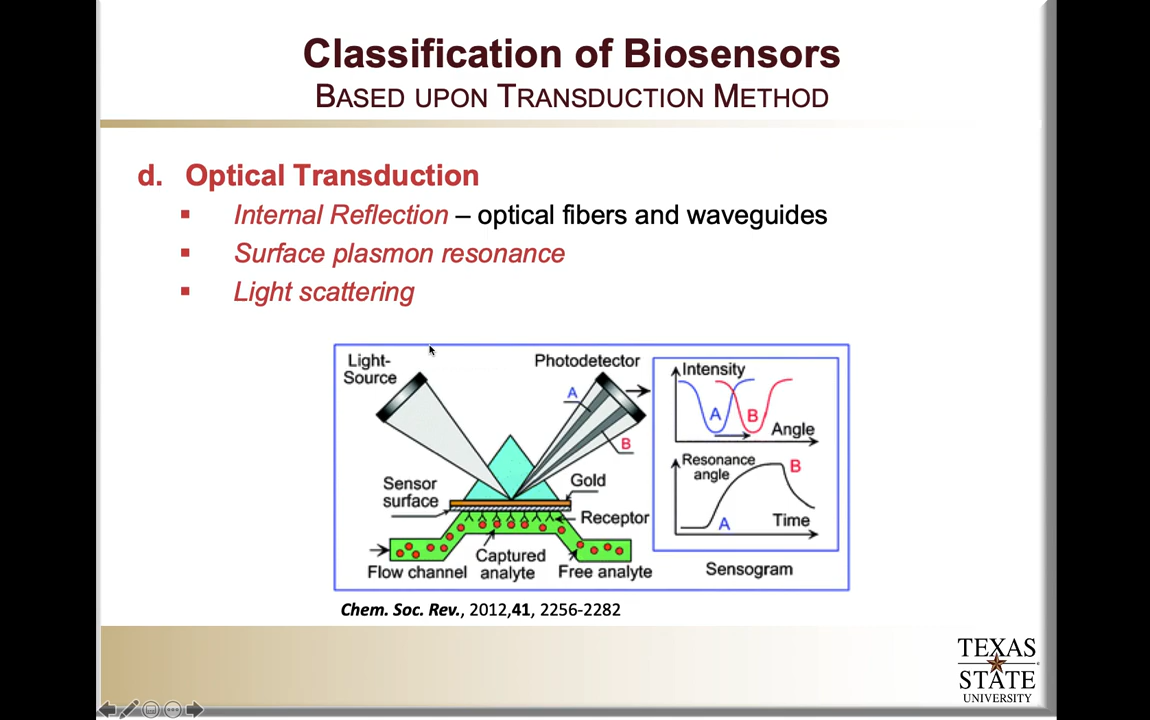 Classification of Biosensors
BASED UPON TRANSDUCTION METHOD
d. Optical Transduction
▪ Internal Reflection – optical fibers and waveguides
▪ Surface plasmon resonance
▪ Light scattering
Light-
Source
Photodetector
A
B
Sensor
surface
Gold
Receptor
Captured
analyte
Flow channel
Free analyte
Intensity
A
B
Angle
Resonance
angle
B
A
Time
Sensogram
Chem. Soc. Rev., 2012,41, 2256-2282
TEXAS
STATE
UNIVERSITY